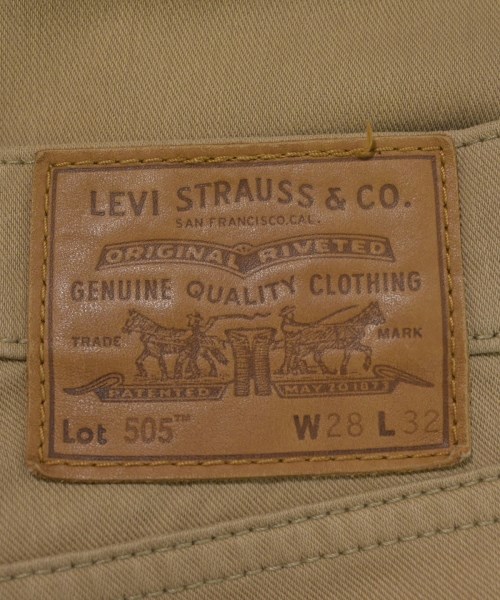 LEVI STRAUSS & CO.
SAN FRANCISCO, CAL.
ORIGINAL RIVETED
GENUINE QUALITY CLOTHING
TRADE MARK
PATENTED MAY 20 1873
Lot 505™ W28 L32